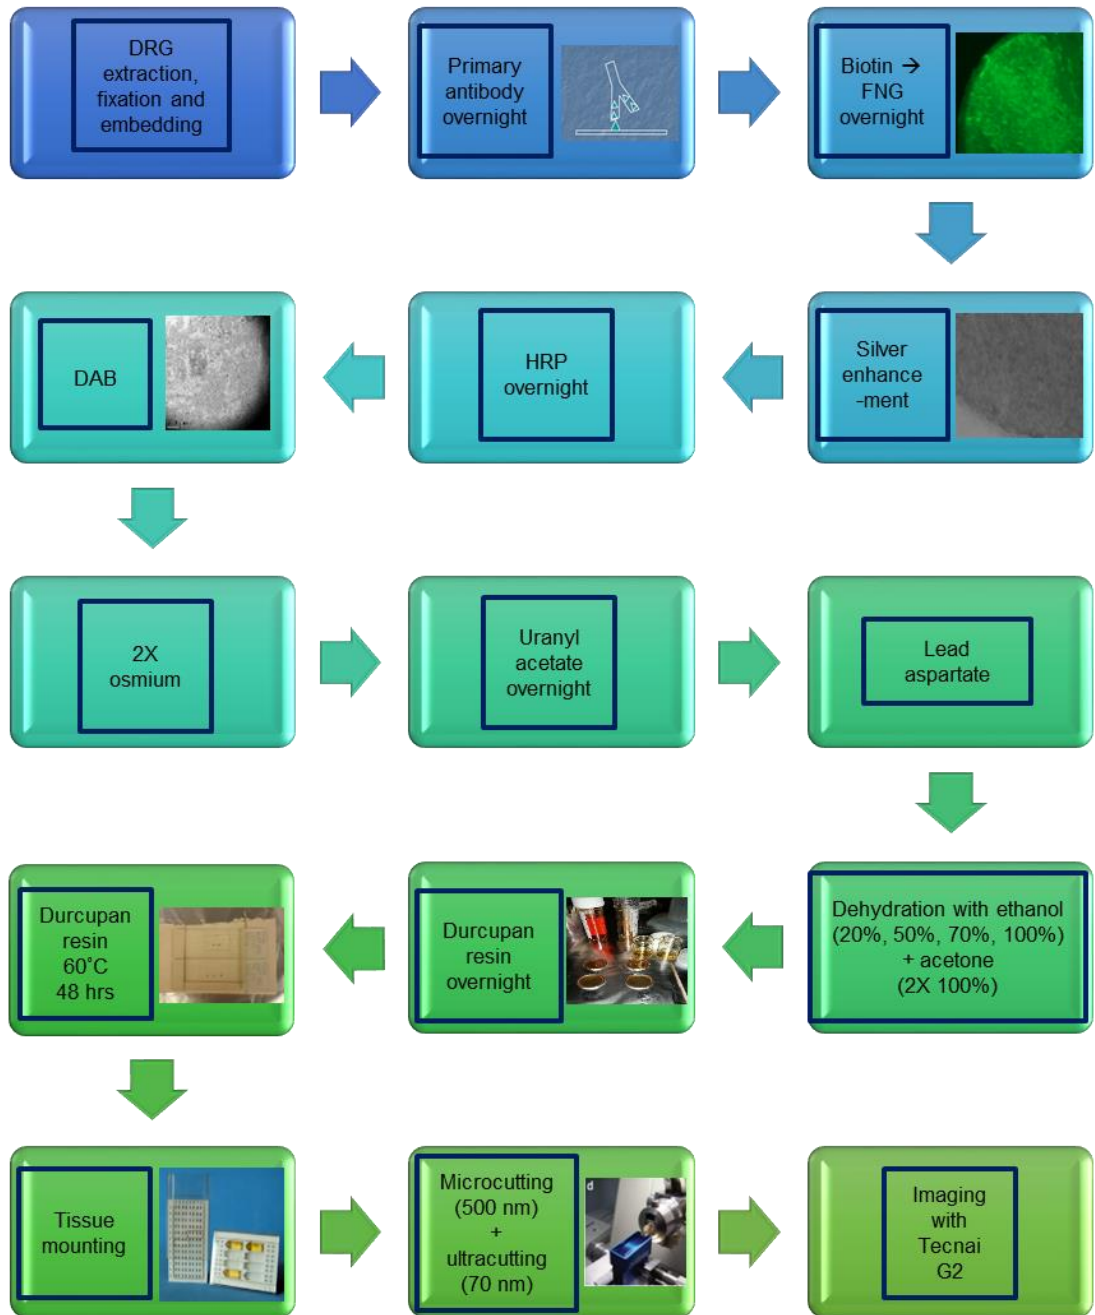 DRG
extraction,
fixation and
embedding
Primary
antibody
overnight
Biotin →
FNG
overnight
Silver
enhance
-ment
HRP
overnight
DAB
2X
osmium
Uranyl
acetate
overnight
Lead
aspartate
Dehydration with ethanol
(20%, 50%, 70%, 100%)
+ acetone
(2X 100%)
Durcupan
resin
overnight
Durcupan
resin
60˚C
48 hrs
Tissue
mounting
Microcutting
(500 nm)
+
ultracutting
(70 nm)
d
Imaging
with
Tecnai
G2